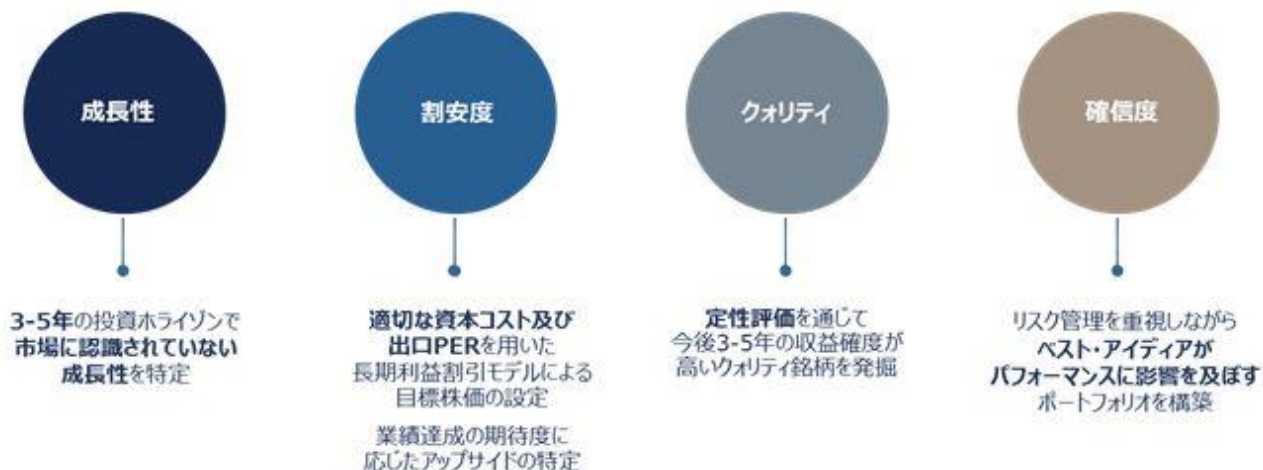 成長性
3-5年の投資ホライゾンで
市場に認識されていない
成長性を特定
割安度
適切な資本コスト及び
出口PERを用いた
長期利益割引モデルによる
目標株価の設定
業績達成の期待度に
応じたアップサイドの特定
クォリティ
定性評価を通じて
今後3-5年の収益確度が
高いクォリティ銘柄を発掘
確信度
リスク管理を重視しながら
ベスト・アイディアが
パフォーマンスに影響を及ぼす
ポートフォリオを構築